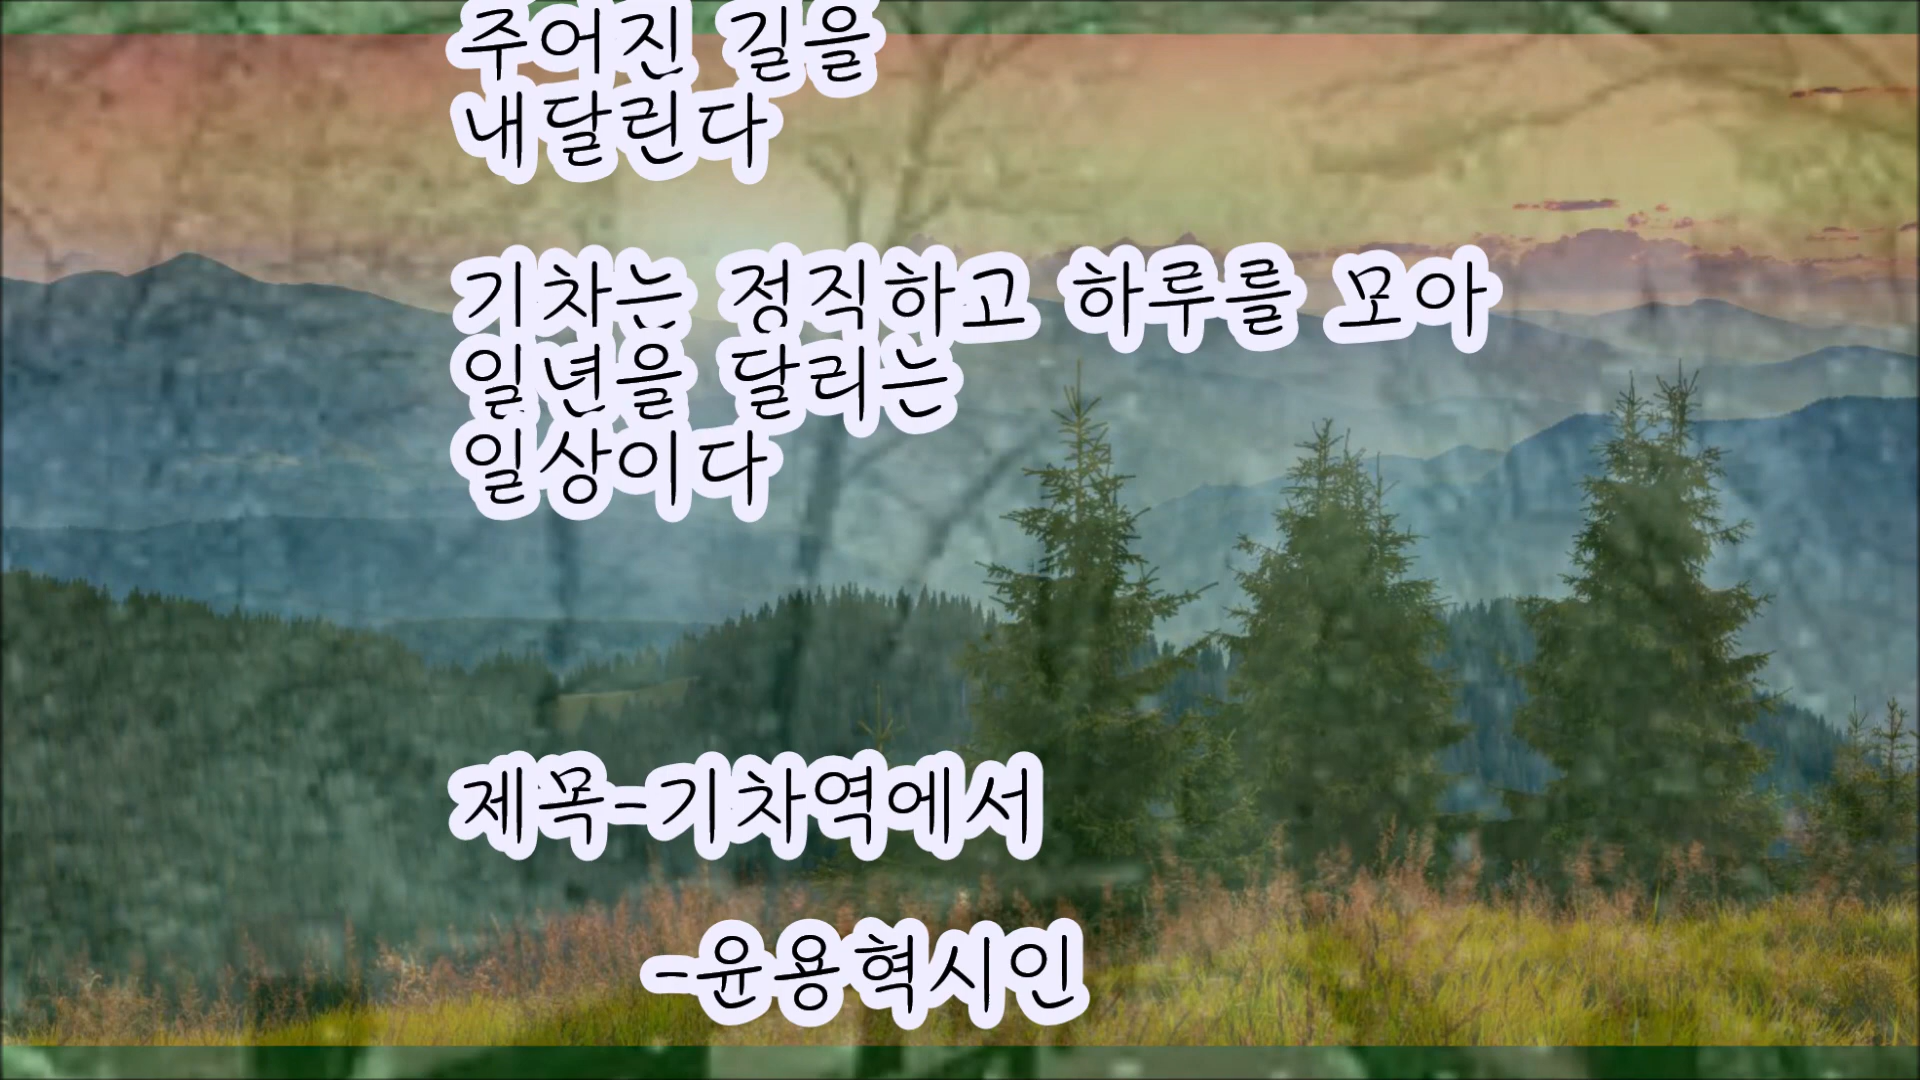 주어진 길을
내달린다
기차는 정직하고 하루를 모아
일년을 달리는
일상이다
제목-기차역에서
-윤용혁시인